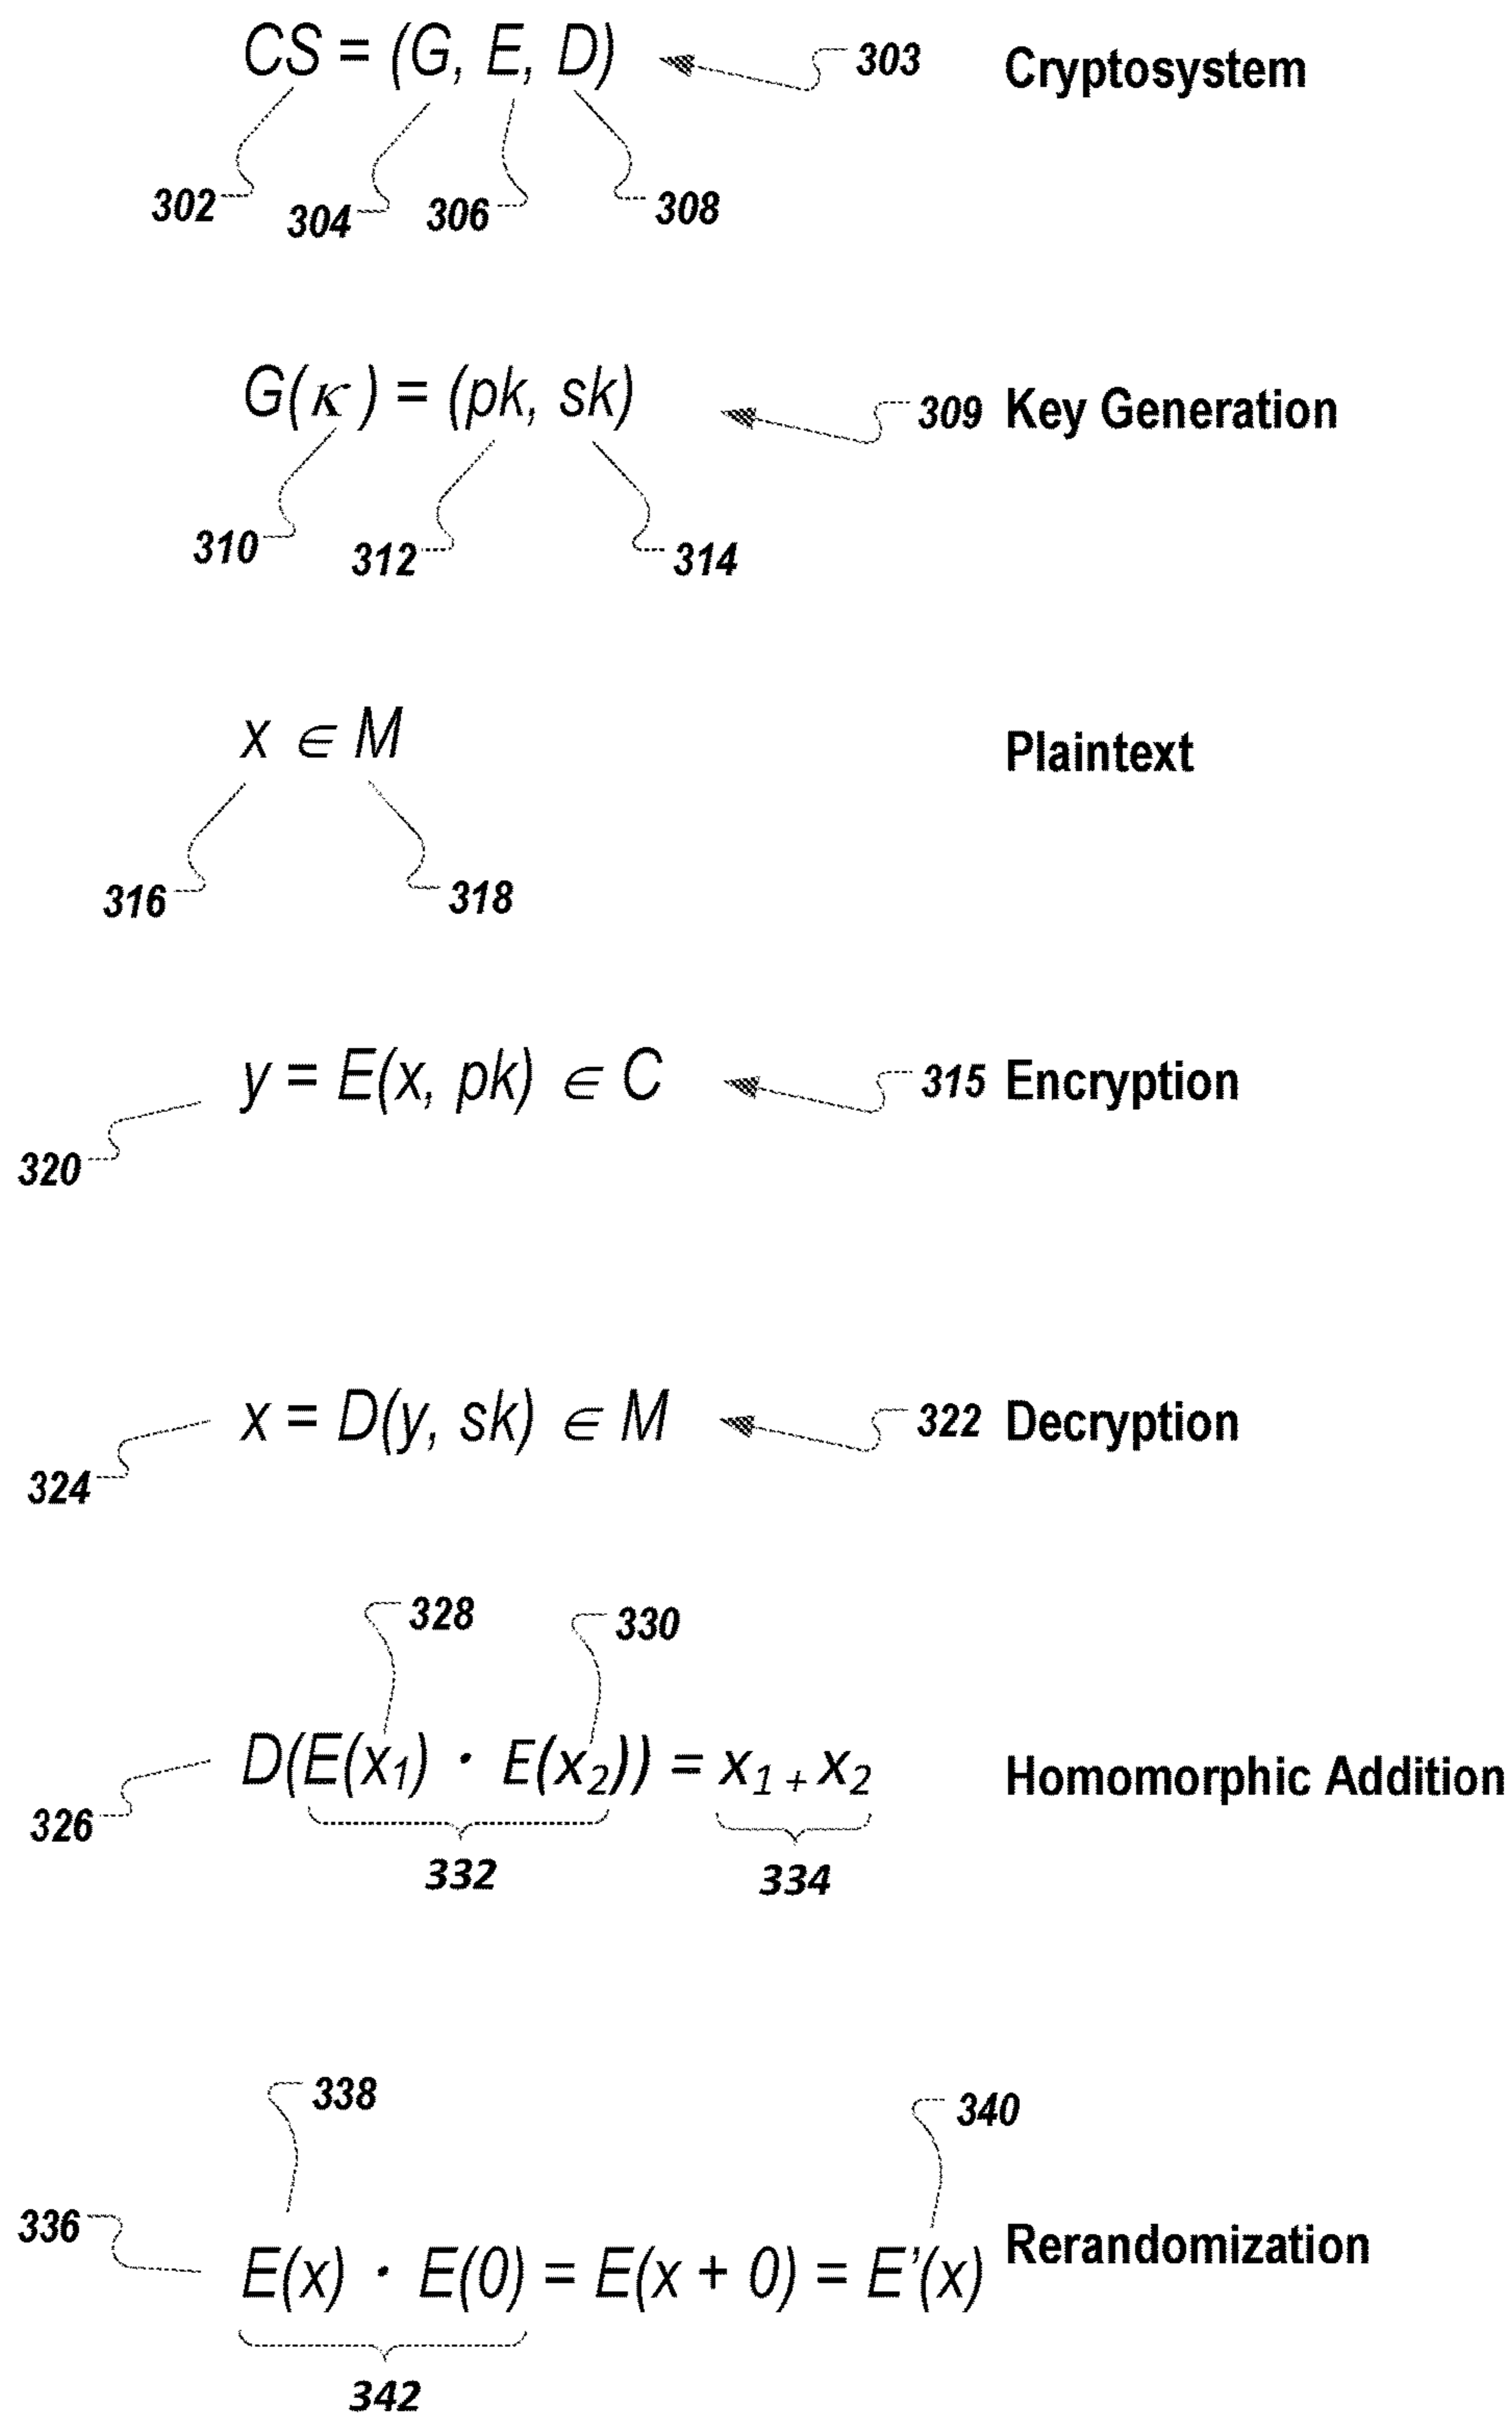 CS = (G, E, D) 303 Cryptosystem
302 304 306 308
G(κ) = (pk, sk) 309 Key Generation
310 312 314
x ∈ M Plaintext
316 318
y = E(x, pk) ∈ C 315 Encryption
320
x = D(y, sk) ∈ M 322 Decryption
324
328 330
D(E(x₁) · E(x₂)) = x₁ + x₂ Homomorphic Addition
326
332 334
338 340
336
E(x) · E(0) = E(x + 0) = E'(x) Rerandomization
342